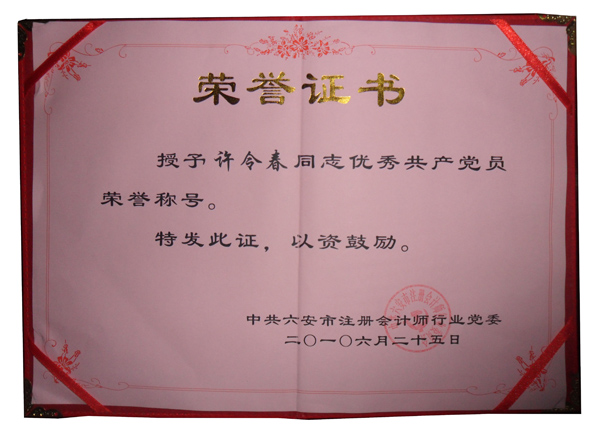 荣誉证书
授予许令春同志优秀共产党员
荣誉称号。
特发此证，以资鼓励。
中共六安市注册会计师行业党委
二〇一〇六月二十五日